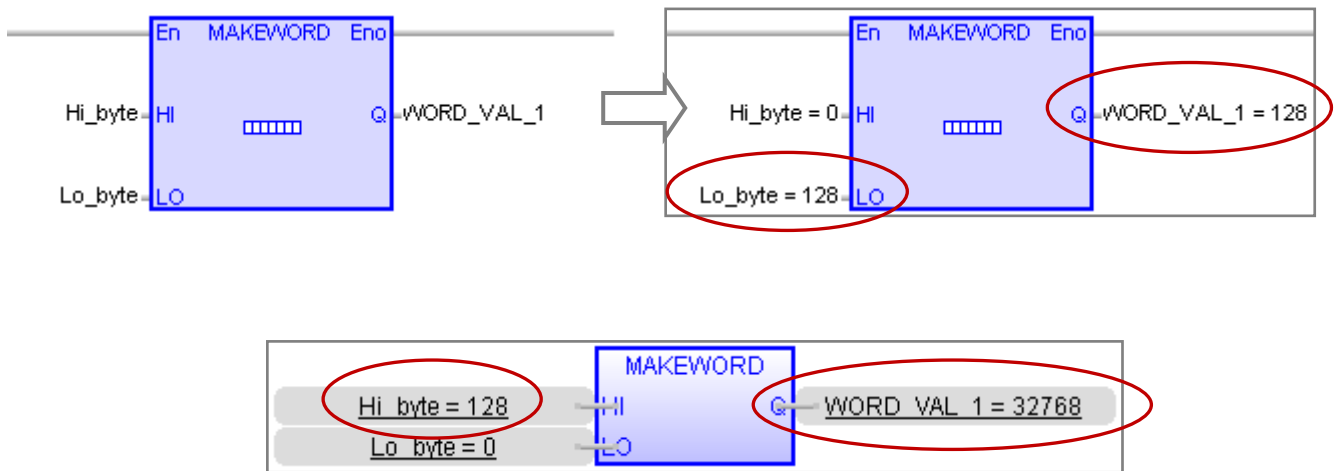 En MAKEWORD Eno
Hi_byte HI Q WORD_VAL_1
Lo_byte LO
En MAKEWORD Eno
Hi_byte = 0 HI Q WORD_VAL_1 = 128
Lo_byte = 128 LO
MAKEWORD
Hi_byte = 128 HI Q WORD_VAL_1 = 32768
Lo_byte = 0 LO